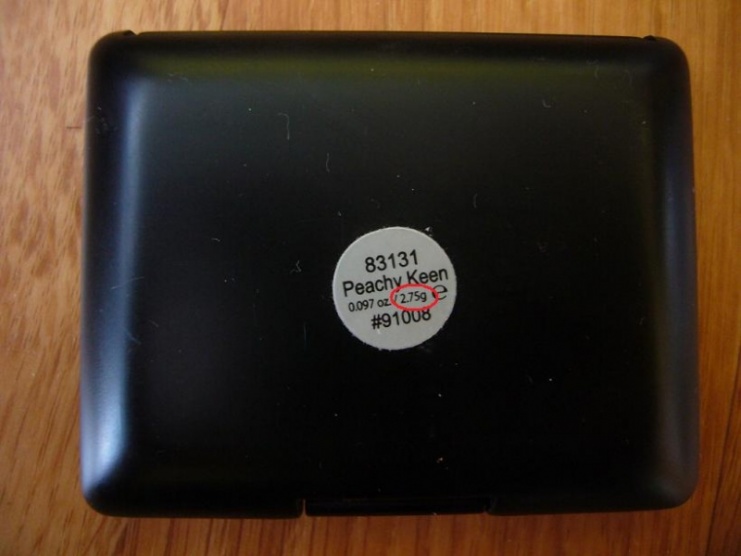 83131
Peachy Keen
0.097 oz. / 2.75g ℮
#91008